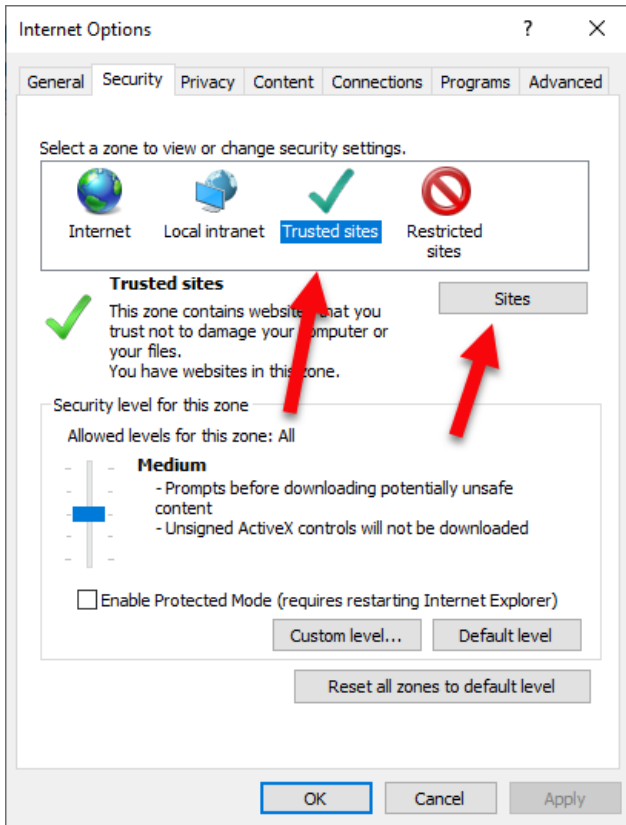 Internet Options
? ×
General Security Privacy Content Connections Programs Advanced
Select a zone to view or change security settings.
Internet
Local intranet
Trusted sites
Restricted
sites
Trusted sites
Sites
This zone contains websites that you
trust not to damage your computer or
your files.
You have websites in this zone.
Security level for this zone
Allowed levels for this zone: All
Medium
- Prompts before downloading potentially unsafe
content
- Unsigned ActiveX controls will not be downloaded
Enable Protected Mode (requires restarting Internet Explorer)
Custom level... Default level
Reset all zones to default level
OK Cancel Apply